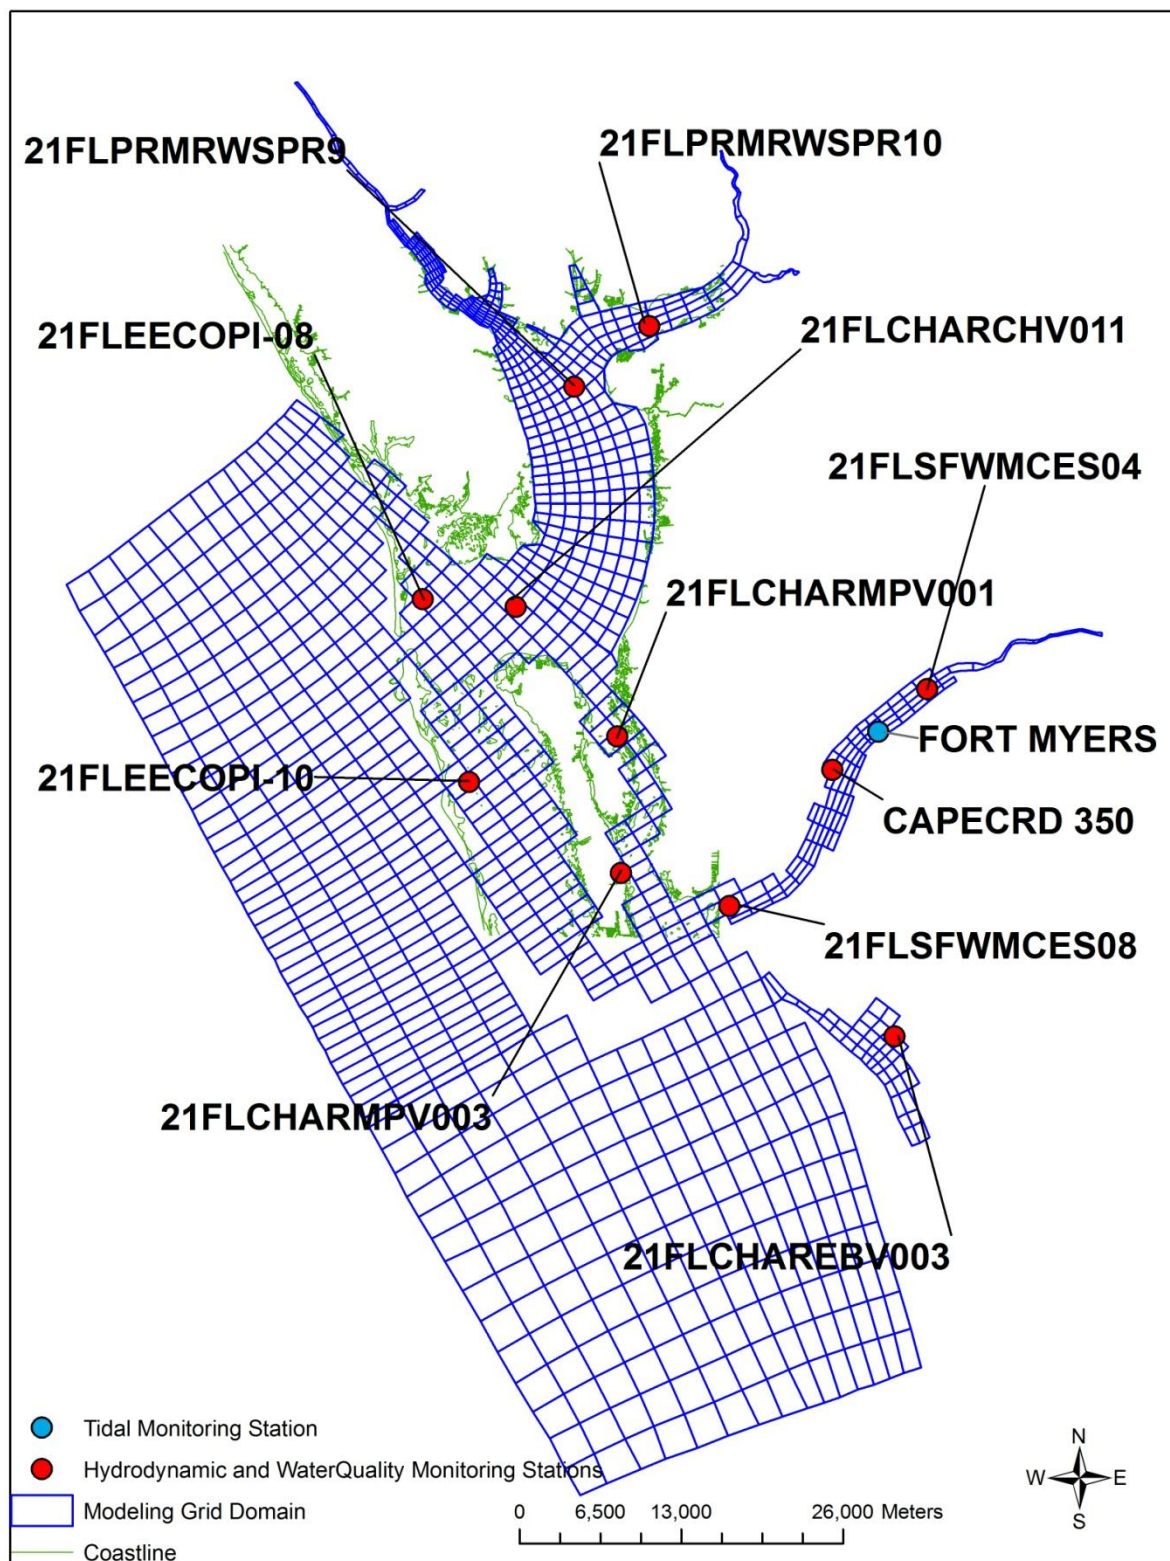 21FLPRMRWSPR9
21FLPRMRWSPR10
21FLEECOPI-08
21FLCHARCHV011
21FLSFWMCES04
21FLCHARMPV001
FORT MYERS
21FLEECOPI-10
CAPECRD 350
21FLSFWMCES08
21FLCHARMPV003
21FLCHAREBV003
Tidal Monitoring Station
Hydrodynamic and WaterQuality Monitoring Stations
Modeling Grid Domain
Coastline
0 6,500 13,000 26,000 Meters
N
W E
S